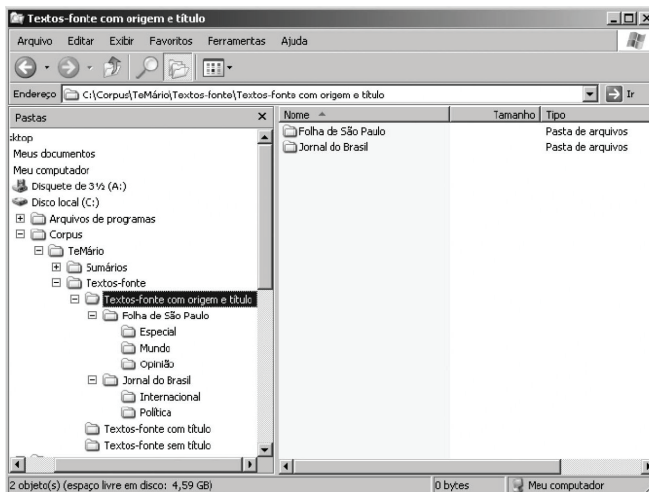 Textos-fonte com origem e título
Arquivo Editar Exibir Favoritos Ferramentas Ajuda
Endereço C:\Corpus\TeMário\Textos-fonte\Textos-fonte com origem e título Ir
Pastas
Nome Tamanho Tipo
sktop
Meus documentos
Meu computador
Disquete de 3½ (A:)
Disco local (C:)
Arquivos de programas
Corpus
TeMário
Sumários
Textos-fonte
Textos-fonte com origem e título
Folha de São Paulo
Especial
Mundo
Opinião
Jornal do Brasil
Internacional
Política
Textos-fonte com título
Textos-fonte sem título
Folha de São Paulo Pasta de arquivos
Jornal do Brasil Pasta de arquivos
2 objeto(s) (espaço livre em disco: 4,59 GB) 0 bytes Meu computador